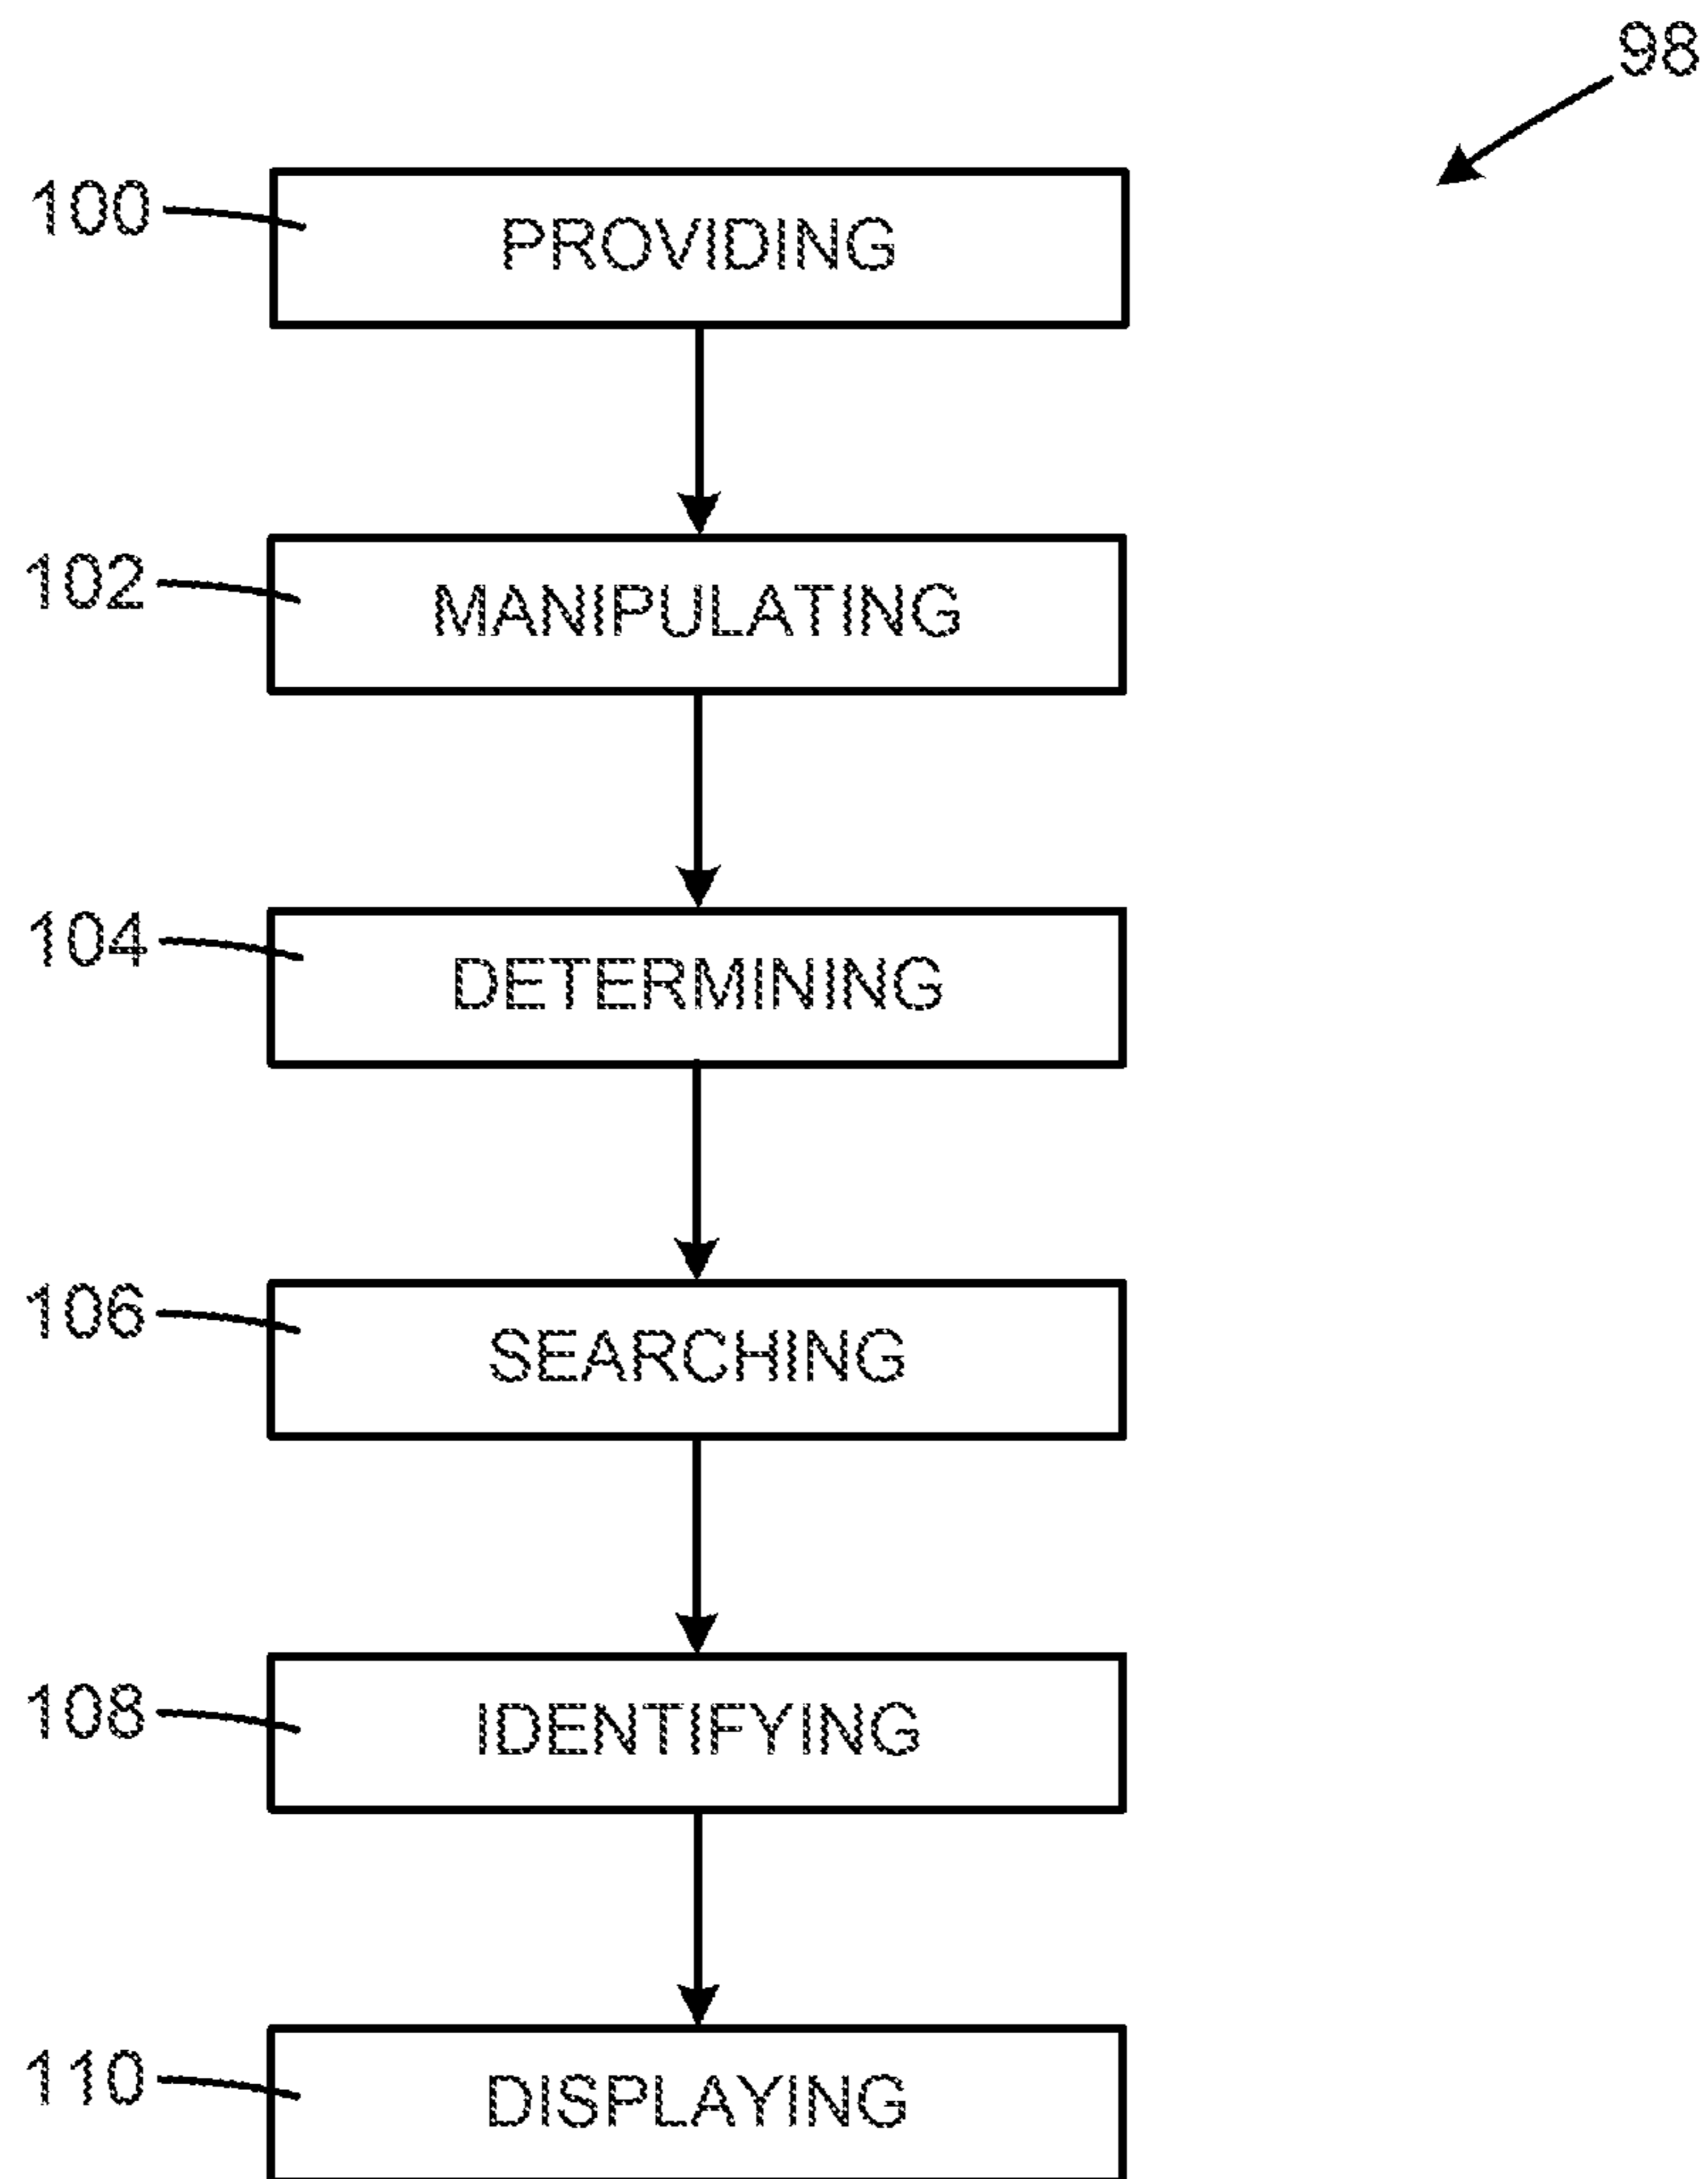 98
100 PROVIDING
102 MANIPULATING
104 DETERMINING
106 SEARCHING
108 IDENTIFYING
110 DISPLAYING